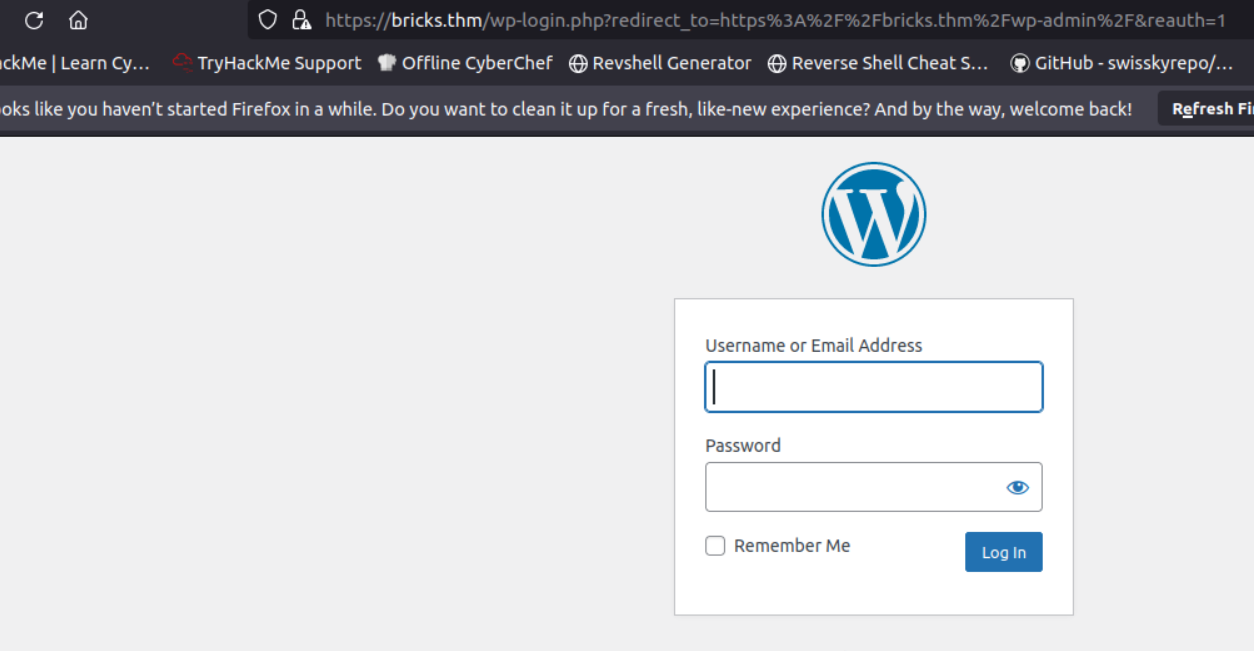 https://bricks.thm/wp-login.php?redirect_to=https%3A%2F%2Fbricks.thm%2Fwp-admin%2F&reauth=1
ckMe | Learn Cy… TryHackMe Support Offline CyberChef Revshell Generator Reverse Shell Cheat S… GitHub - swisskyrepo/…
oks like you haven’t started Firefox in a while. Do you want to clean it up for a fresh, like-new experience? And by the way, welcome back! Refresh Fi
Username or Email Address
Password
Remember Me
Log In